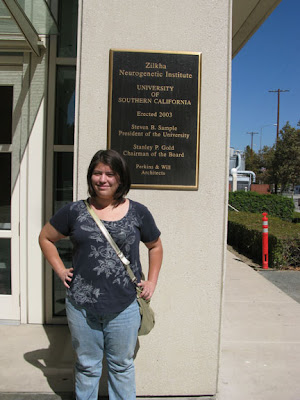 Zilkha
Neurogenetic Institute
UNIVERSITY
OF
SOUTHERN CALIFORNIA
Erected 2003
Steven B. Sample
President of the University
Stanley P. Gold
Chairman of the Board
Perkins & Will
Architects